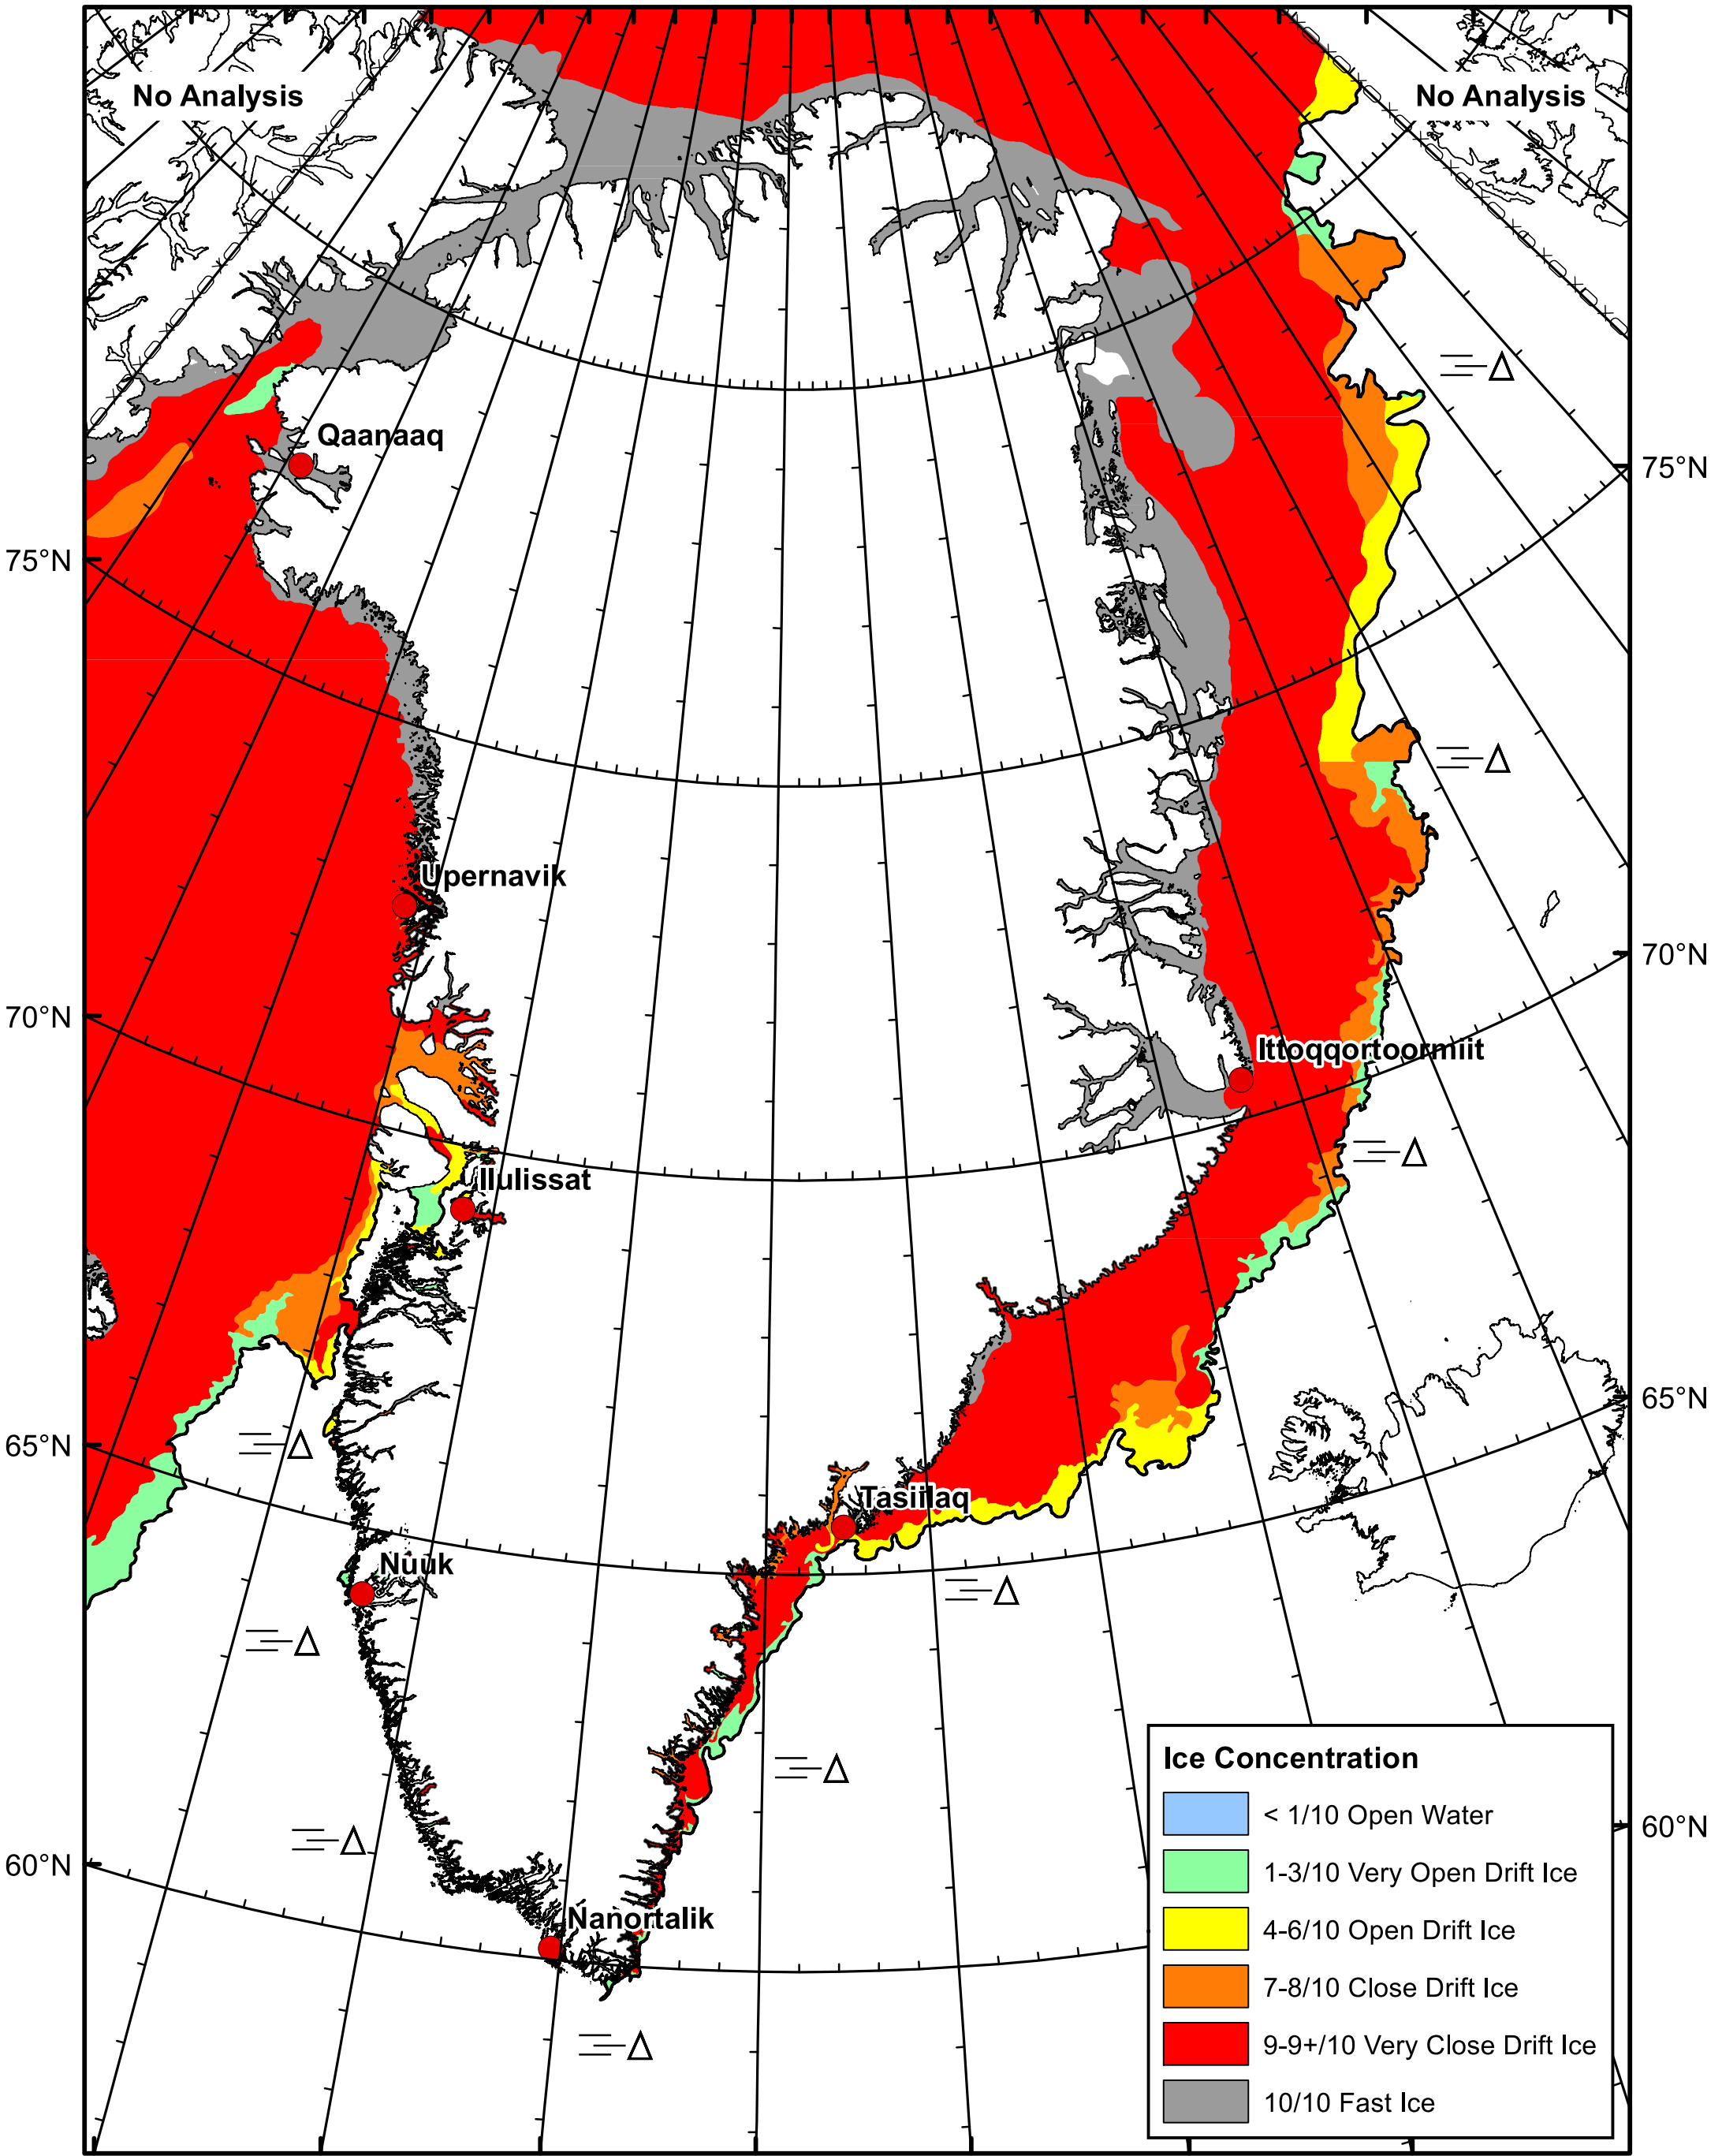 No Analysis
No Analysis
Qaanaaq
75°N
75°N
Upernavik
70°N
70°N
Ittoqqortoormiit
Ilulissat
65°N
65°N
Tasiilaq
Nuuk
60°N
60°N
Nanortalik
Ice Concentration
< 1/10 Open Water
1-3/10 Very Open Drift Ice
4-6/10 Open Drift Ice
7-8/10 Close Drift Ice
9-9+/10 Very Close Drift Ice
10/10 Fast Ice